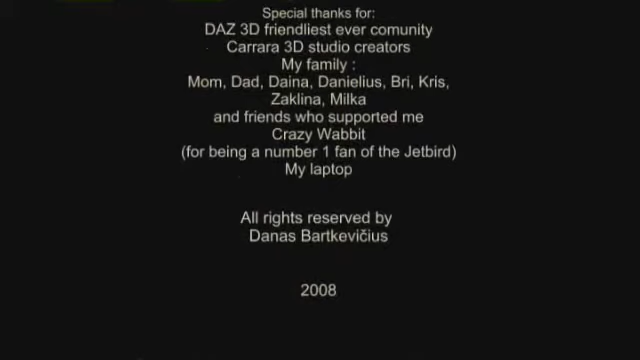 Special thanks for:
DAZ 3D friendliest ever comunity
Carrara 3D studio creators
My family :
Mom, Dad, Daina, Danielius, Bri, Kris,
Zaklina, Milka
and friends who supported me
Crazy Wabbit
(for being a number 1 fan of the Jetbird)
My laptop
All rights reserved by
Danas Bartkevičius
2008